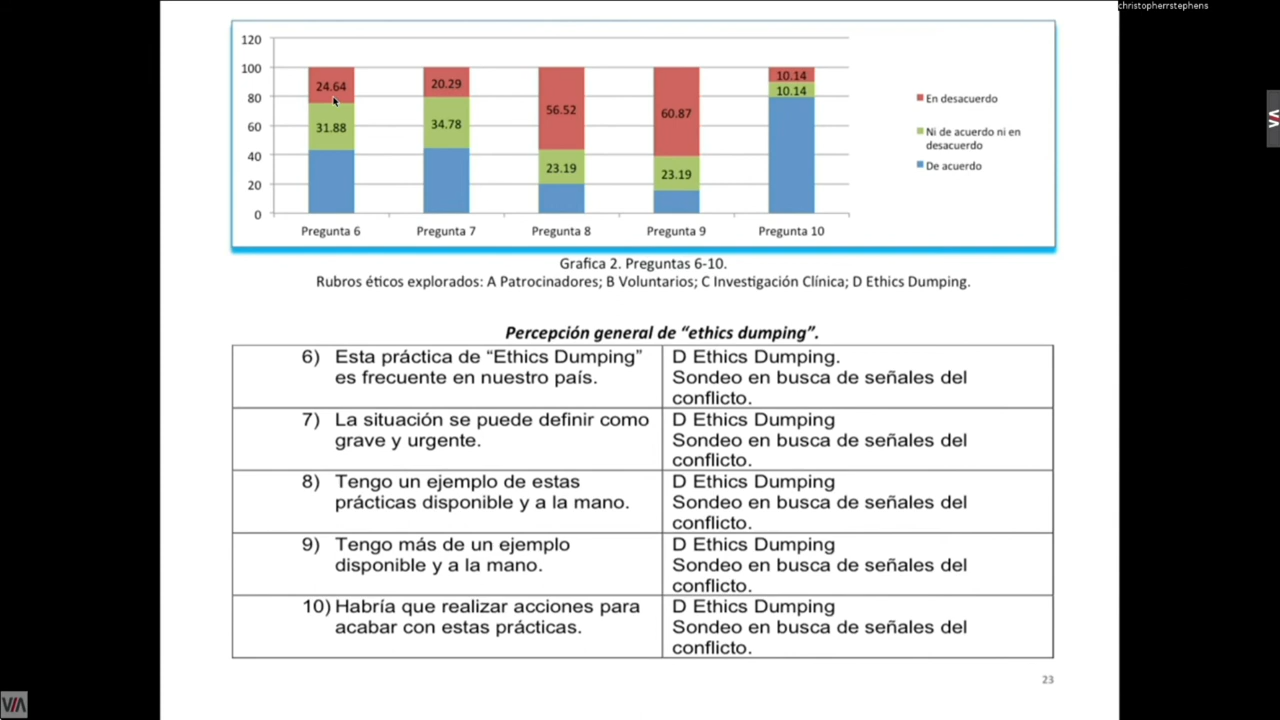 christopherrstephens
120
100
80
60
40
20
0
24.64
31.88
20.29
34.78
56.52
23.19
60.87
23.19
10.14
10.14
Pregunta 6
Pregunta 7
Pregunta 8
Pregunta 9
Pregunta 10
En desacuerdo
Ni de acuerdo ni en
desacuerdo
De acuerdo
Grafica 2. Preguntas 6-10.
Rubros éticos explorados: A Patrocinadores; B Voluntarios; C Investigación Clínica; D Ethics Dumping.
Percepción general de “ethics dumping”.
6) Esta práctica de “Ethics Dumping”
es frecuente en nuestro país.
D Ethics Dumping.
Sondeo en busca de señales del
conflicto.
7) La situación se puede definir como
grave y urgente.
D Ethics Dumping
Sondeo en busca de señales del
conflicto.
8) Tengo un ejemplo de estas
prácticas disponible y a la mano.
D Ethics Dumping
Sondeo en busca de señales del
conflicto.
9) Tengo más de un ejemplo
disponible y a la mano.
D Ethics Dumping
Sondeo en busca de señales del
conflicto.
10) Habría que realizar acciones para
acabar con estas prácticas.
D Ethics Dumping
Sondeo en busca de señales del
conflicto.
23
VIA